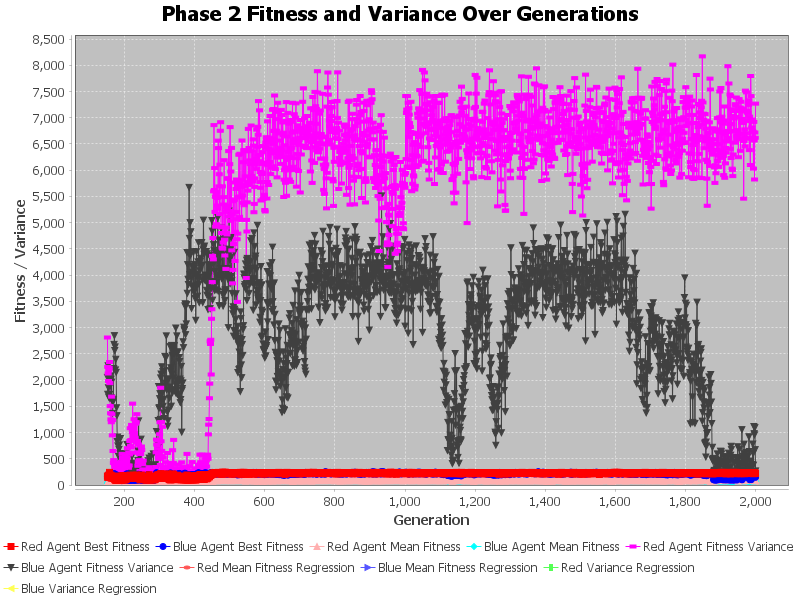 Phase 2 Fitness and Variance Over Generations
8,500
8,000
7,500
7,000
6,500
6,000
5,500
5,000
4,500
4,000
3,500
3,000
2,500
2,000
1,500
1,000
500
0
Fitness / Variance
200 400 600 800 1,000 1,200 1,400 1,600 1,800 2,000
Generation
Red Agent Best Fitness Blue Agent Best Fitness Red Agent Mean Fitness Blue Agent Mean Fitness Red Agent Fitness Variance
Blue Agent Fitness Variance Red Mean Fitness Regression Blue Mean Fitness Regression Red Variance Regression
Blue Variance Regression